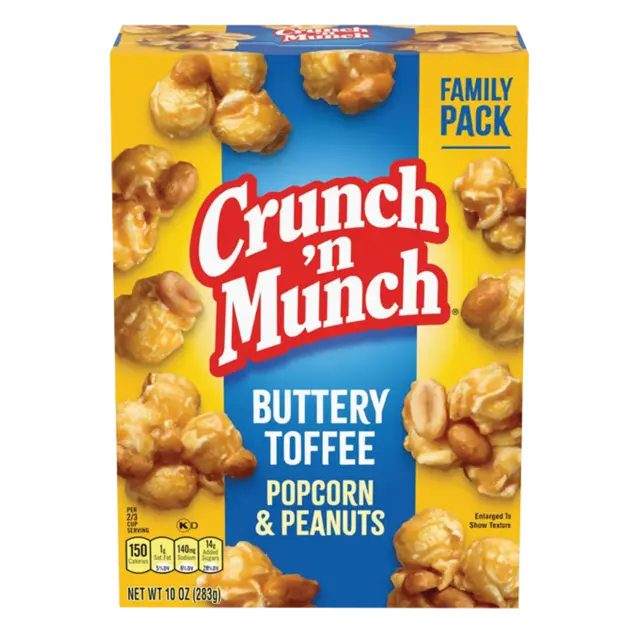 Crunch
'n
Munch
FAMILY
PACK
Crunch
'n
Munch®
BUTTERY
TOFFEE
POPCORN
& PEANUTS
PER
2/3
CUP
SERVING
K D
150
Calories
1g
Sat. Fat
5% DV
140mg
Sodium
6% DV
14g
Added
Sugars
28% DV
Enlarged To
Show Texture
NET WT 10 OZ (283g)